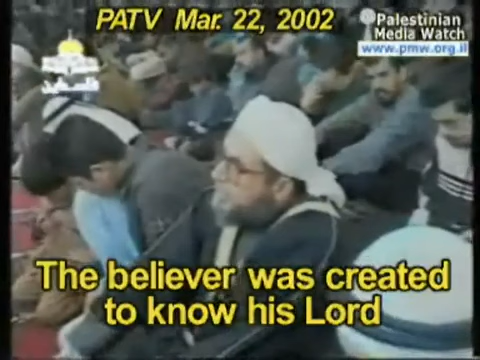 PATV Mar. 22, 2002
Palestinian
Media Watch
www.pmw.org.il
فلسطين
The believer was created
to know his Lord